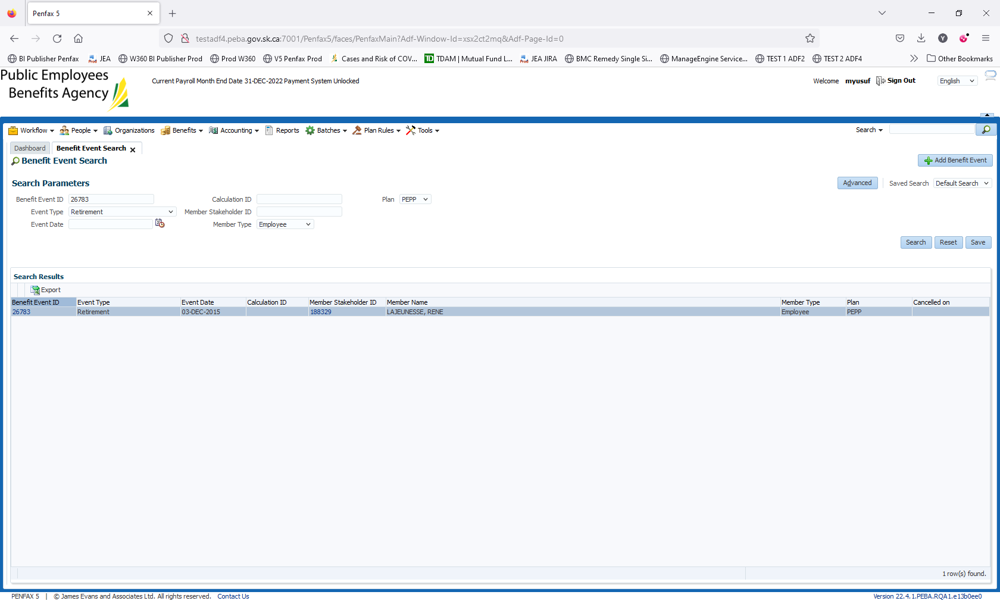 Penfax 5
testadf4.peba.gov.sk.ca:7001/Penfax5/faces/PenfaxMain?Adf-Window-Id=xsx2ct2mq&Adf-Page-Id=0
Y
BI Publisher Penfax JEA W360 BI Publisher Prod Prod W360 V5 Penfax Prod Cases and Risk of COV... TD TDAM | Mutual Fund L... JEA JIRA BMC Remedy Single Si... ManageEngine Service... TEST 1 ADF2 TEST 2 ADF4 Other Bookmarks
Public Employees
Benefits Agency
Current Payroll Month End Date 31-DEC-2022 Payment System Unlocked
Welcome myusuf Sign Out English
Workflow People Organizations Benefits Accounting Reports Batches Plan Rules Tools Search
Dashboard Benefit Event Search
Benefit Event Search Add Benefit Event
Search Parameters Advanced Saved Search Default Search
Benefit Event ID 26783 Calculation ID Plan PEPP
Event Type Retirement Member Stakeholder ID
Event Date Member Type Employee
Search Reset Save
Search Results
Export
Benefit Event ID Event Type Event Date Calculation ID Member Stakeholder ID Member Name Member Type Plan Cancelled on
26783 Retirement 03-DEC-2015 188329 LAJEUNESSE, RENE Employee PEPP
1 row(s) found.
PENFAX 5 | © James Evans and Associates Ltd. All rights reserved. Contact Us Version 22.4.1.PEBA.RQA1.e13b0ee0